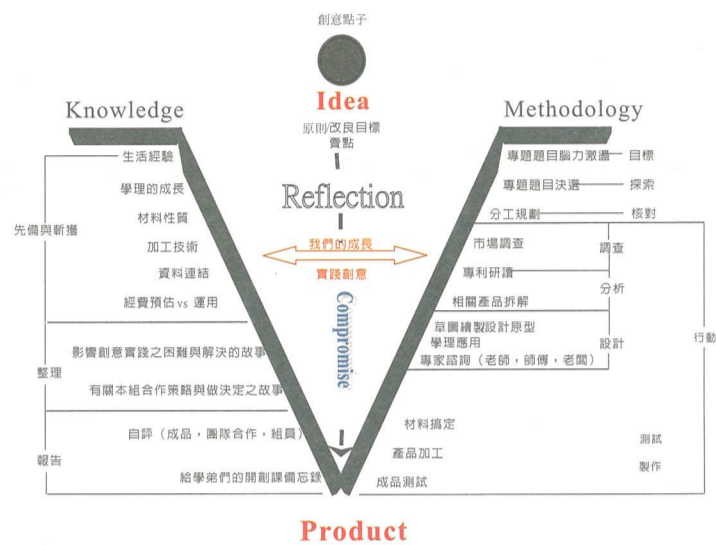 創意點子
Idea
Knowledge
Methodology
原則/改良目標
賣點
Reflection
我們的成長
實踐創意
Compromise
先備與斬獲
生活經驗
學理的成長
材料性質
加工技術
資料連結
經費預估 vs 運用
整理
影響創意實踐之困難與解決的故事
有關本組合作策略與做決定之故事
報告
自評（成品，團隊合作，組員）
給學弟們的開創課備忘錄
專題題目腦力激盪 目標
專題題目決選 探索
分工規劃 核對
市場調查 調查
專利研讀
分析
相關產品拆解
草圖繪製設計原型
學理應用 設計
專家諮詢（老師，師傅，老闆）
行動
材料搞定
測試
產品加工
製作
成品測試
Product